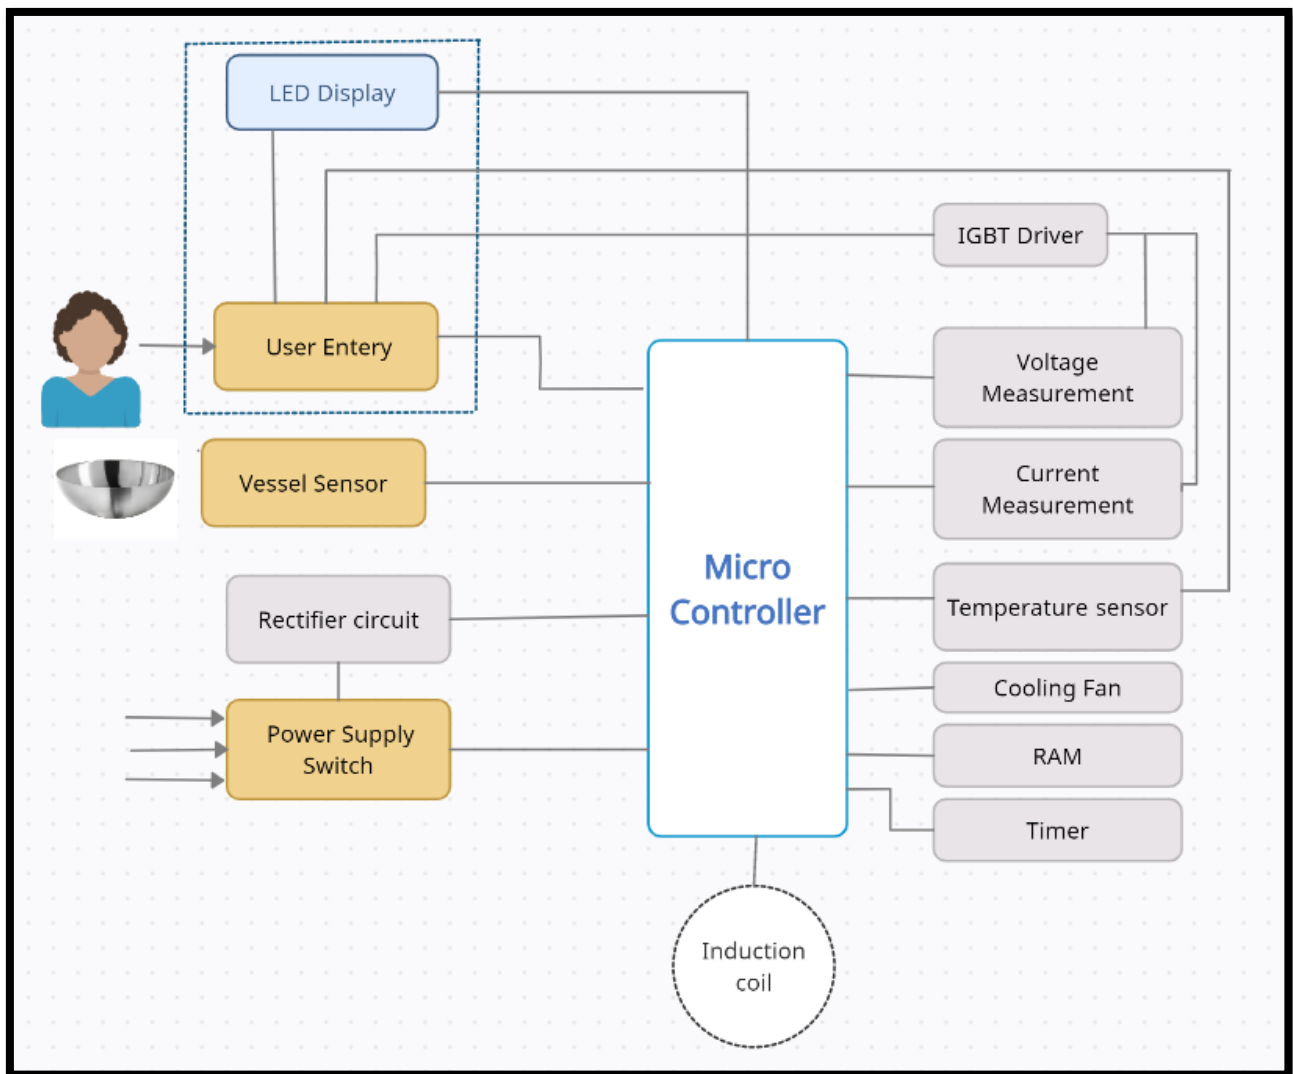 LED Display
IGBT Driver
User Entery
Voltage
Measurement
Vessel Sensor
Current
Measurement
Micro
Controller
Rectifier circuit
Temperature sensor
Cooling Fan
Power Supply
Switch
RAM
Timer
Induction
coil